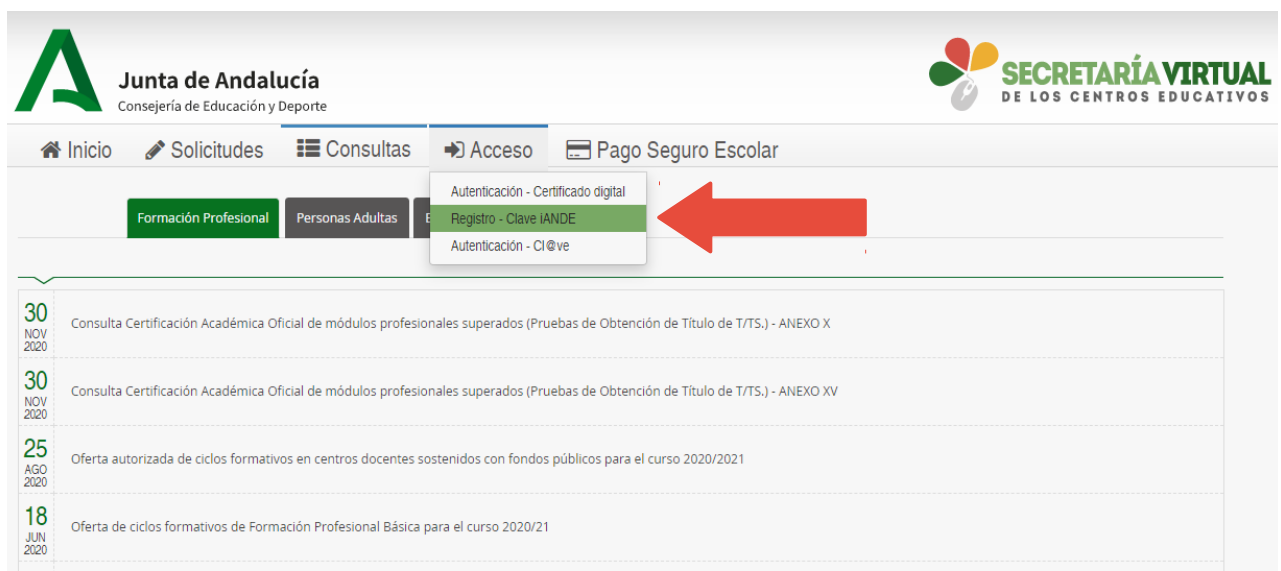 Junta de Andalucía
Consejería de Educación y Deporte
SECRETARÍA VIRTUAL
DE LOS CENTROS EDUCATIVOS
Inicio Solicitudes Consultas Acceso Pago Seguro Escolar
Autenticación - Certificado digital
Registro - Clave iANDE
Autenticación - Cl@ve
Formación Profesional Personas Adultas E
30 NOV 2020
Consulta Certificación Académica Oficial de módulos profesionales superados (Pruebas de Obtención de Título de T/TS.) - ANEXO X
30 NOV 2020
Consulta Certificación Académica Oficial de módulos profesionales superados (Pruebas de Obtención de Título de T/TS.) - ANEXO XV
25 AGO 2020
Oferta autorizada de ciclos formativos en centros docentes sostenidos con fondos públicos para el curso 2020/2021
18 JUN 2020
Oferta de ciclos formativos de Formación Profesional Básica para el curso 2020/21